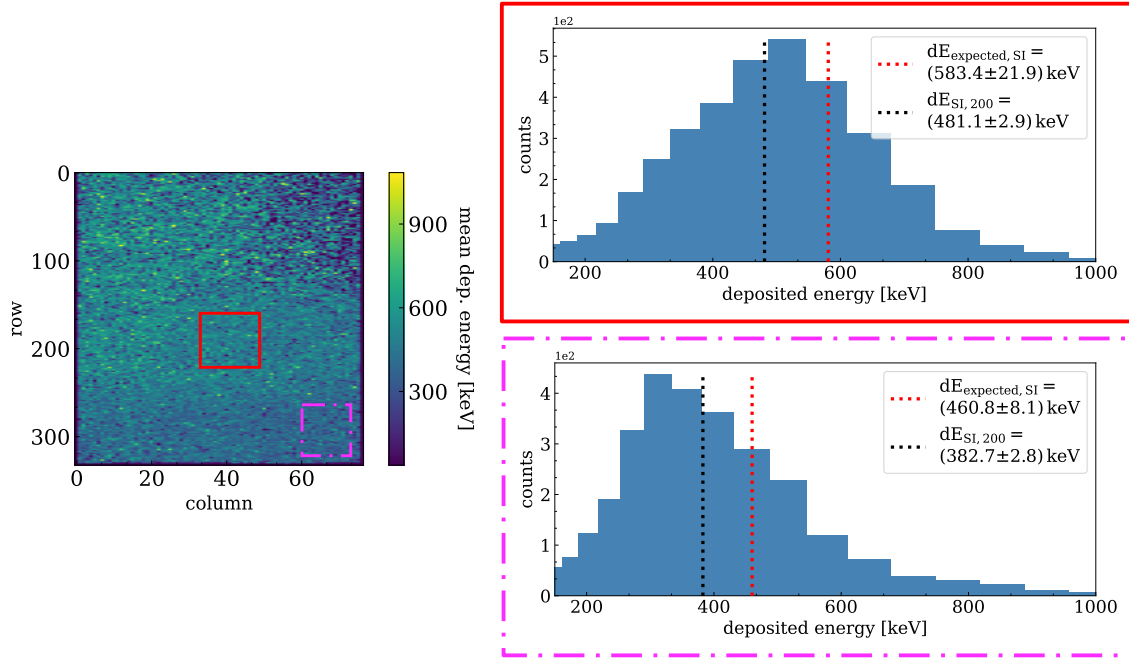 0
100
200
300
row
0
20
40
60
column
900
600
300
mean dep. energy [keV]
1e2
5
4
3
2
1
0
counts
200
400
600
800
1000
deposited energy [keV]
dE_expected, SI =
(583.4±21.9) keV
dE_SI, 200 =
(481.1±2.9) keV
1e2
4
3
2
1
0
counts
200
400
600
800
1000
deposited energy [keV]
dE_expected, SI =
(460.8±8.1) keV
dE_SI, 200 =
(382.7±2.8) keV